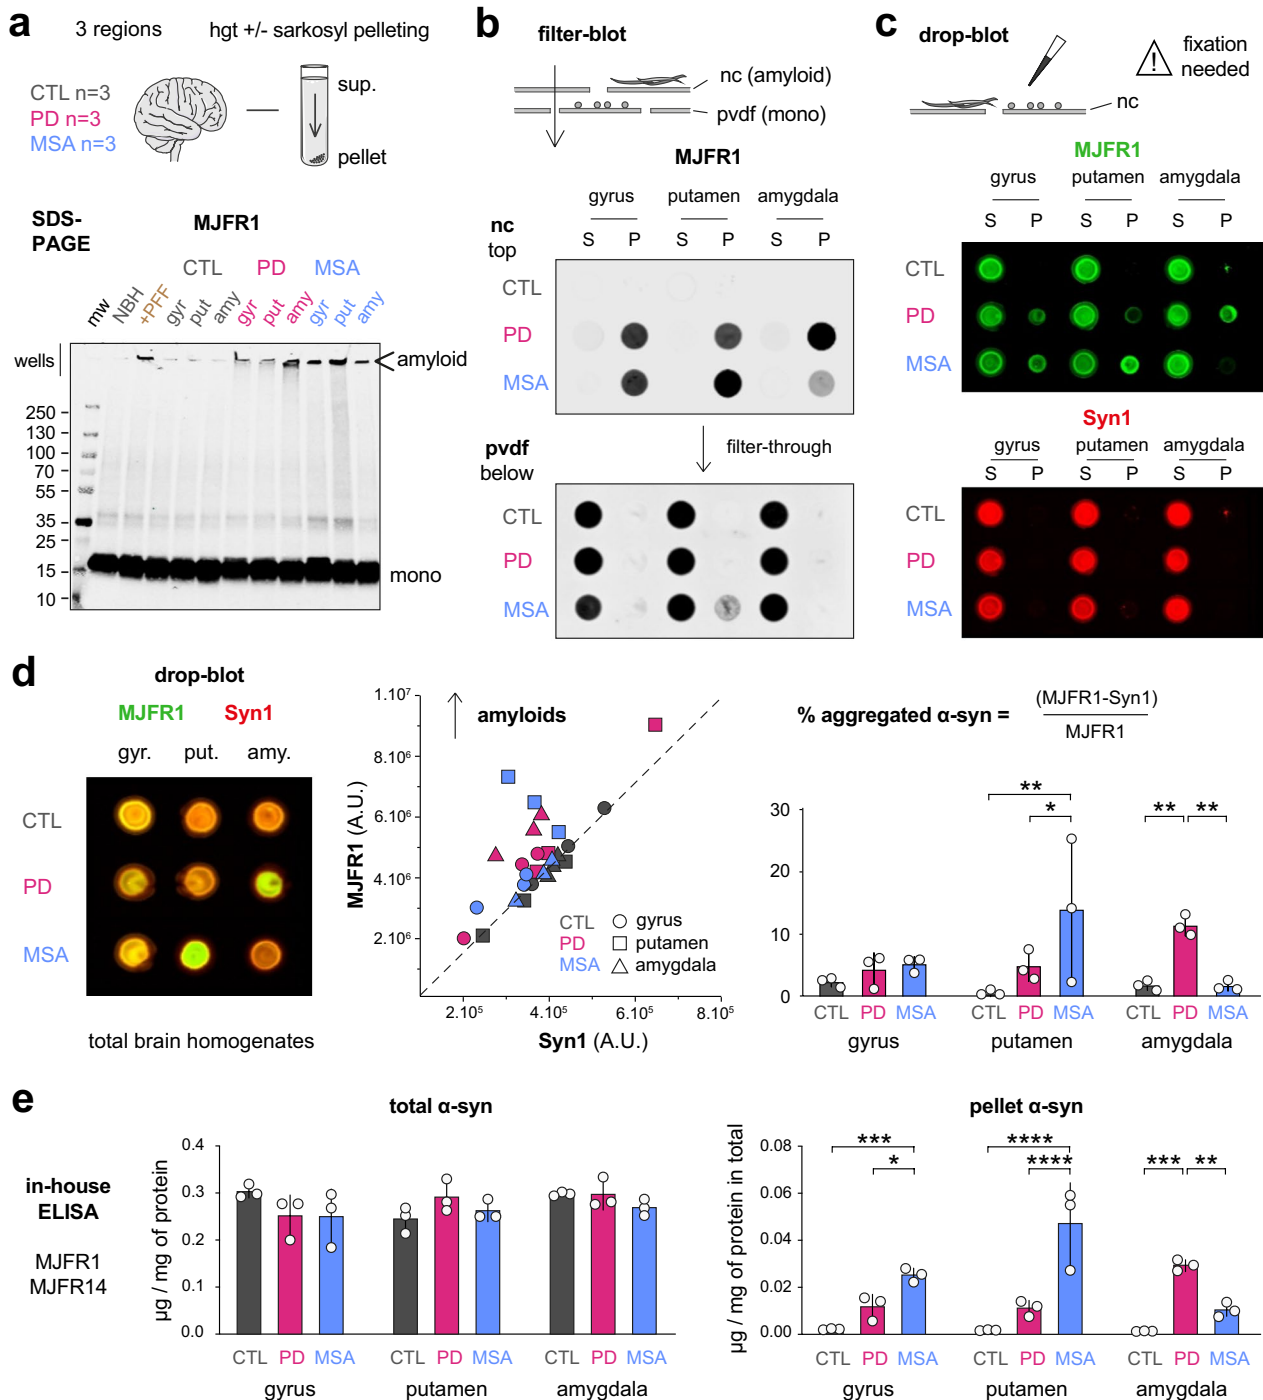 a
3 regions
hgt +/- sarkosyl pelleting
CTL n=3
PD n=3
MSA n=3
sup.
pellet
SDS-
PAGE
MJFR1
CTL PD MSA
mw NBH +PFF gyr put amy gyr put amy gyr put amy
wells
amyloid
250
130
100
70
55
35
25
15
10
mono
b
filter-blot
nc (amyloid)
pvdf (mono)
MJFR1
gyrus putamen amygdala
nc
top
S P S P S P
CTL
PD
MSA
pvdf
below
filter-through
CTL
PD
MSA
c
drop-blot
!
fixation
needed
nc
MJFR1
gyrus putamen amygdala
S P S P S P
CTL
PD
MSA
Syn1
gyrus putamen amygdala
S P S P S P
CTL
PD
MSA
d
drop-blot
MJFR1 Syn1
gyr. put. amy.
CTL
PD
MSA
total brain homogenates
MJFR1 (A.U.)
1.10⁷
8.10⁶
6.10⁶
4.10⁶
2.10⁶
amyloids
CTL gyrus
PD putamen
MSA amygdala
2.10⁵ 4.10⁵ 6.10⁵ 8.10⁵
Syn1 (A.U.)
% aggregated α-syn = (MJFR1-Syn1)
MJFR1
30
20
10
0
** * ** **
CTL PD MSA CTL PD MSA CTL PD MSA
gyrus putamen amygdala
e
in-house
ELISA
MJFR1
MJFR14
total α-syn
µg / mg of protein
0.4
0.3
0.2
0.1
0.0
CTL PD MSA CTL PD MSA CTL PD MSA
gyrus putamen amygdala
pellet α-syn
µg / mg of protein in total
0.08
0.06
0.04
0.02
0.00
*** * **** **** *** **
CTL PD MSA CTL PD MSA CTL PD MSA
gyrus putamen amygdala